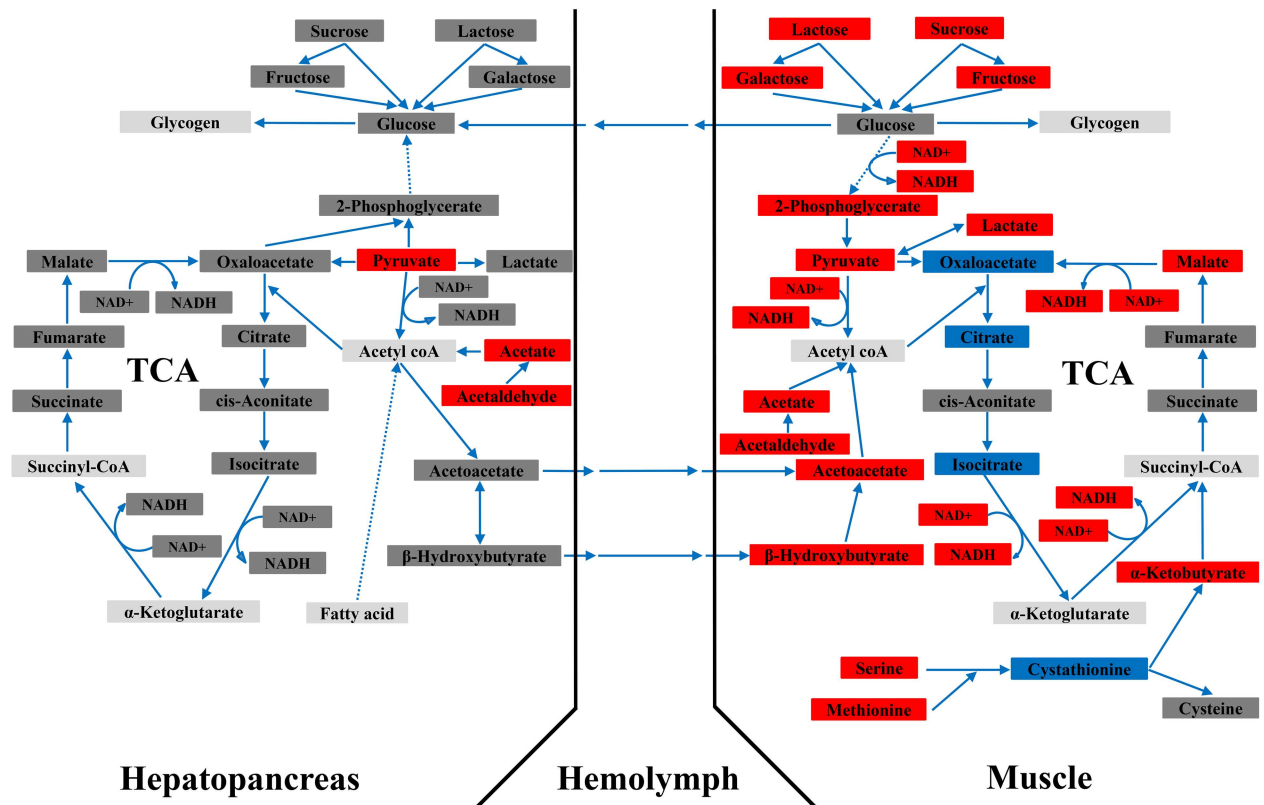 Sucrose
Lactose
Fructose
Galactose
Glycogen
Glucose
2-Phosphoglycerate
Malate
Oxaloacetate
Pyruvate
Lactate
NAD+
NADH
NAD+
NADH
Fumarate
Citrate
Acetyl coA
Acetate
TCA
Acetaldehyde
Succinate
cis-Aconitate
Succinyl-CoA
Isocitrate
Acetoacetate
NADH
NAD+
NAD+
NADH
β-Hydroxybutyrate
α-Ketoglutarate
Fatty acid
Hepatopancreas
Hemolymph
Lactose
Sucrose
Galactose
Fructose
Glucose
Glycogen
NAD+
NADH
2-Phosphoglycerate
Lactate
Pyruvate
Oxaloacetate
Malate
NAD+
NADH
NADH
NAD+
Citrate
Fumarate
Acetyl coA
TCA
Acetate
cis-Aconitate
Succinate
Acetaldehyde
Acetoacetate
Isocitrate
Succinyl-CoA
NAD+
NADH
NADH
NAD+
β-Hydroxybutyrate
α-Ketobutyrate
α-Ketoglutarate
Serine
Cystathionine
Methionine
Cysteine
Muscle